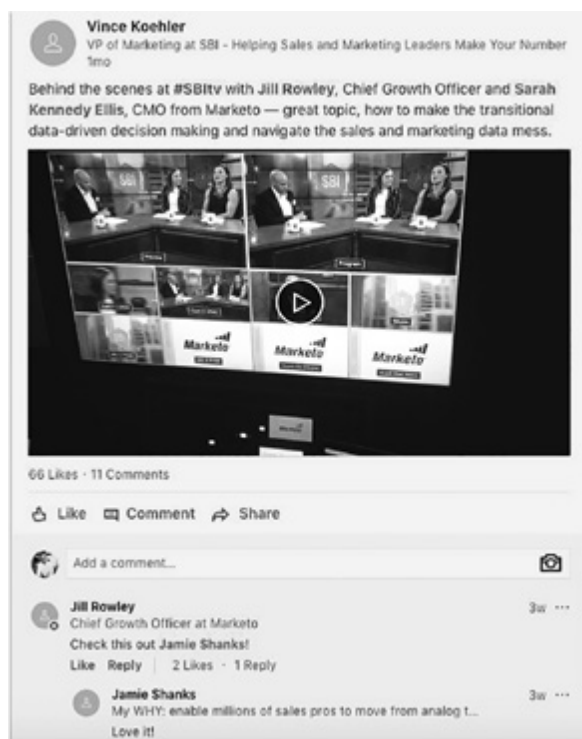 Vince Koehler
VP of Marketing at SBI - Helping Sales and Marketing Leaders Make Your Number
1mo
Behind the scenes at #SBItv with Jill Rowley, Chief Growth Officer and Sarah
Kennedy Ellis, CMO from Marketo — great topic, how to make the transitional
data-driven decision making and navigate the sales and marketing data mess.
SBI
SBI
Program
Marketo
Marketo
Marketo
66 Likes · 11 Comments
Like Comment Share
Add a comment...
Jill Rowley
3w
Chief Growth Officer at Marketo
Check this out Jamie Shanks!
Like Reply 2 Likes · 1 Reply
Jamie Shanks
3w
My WHY: enable millions of sales pros to move from analog t...
Love it!